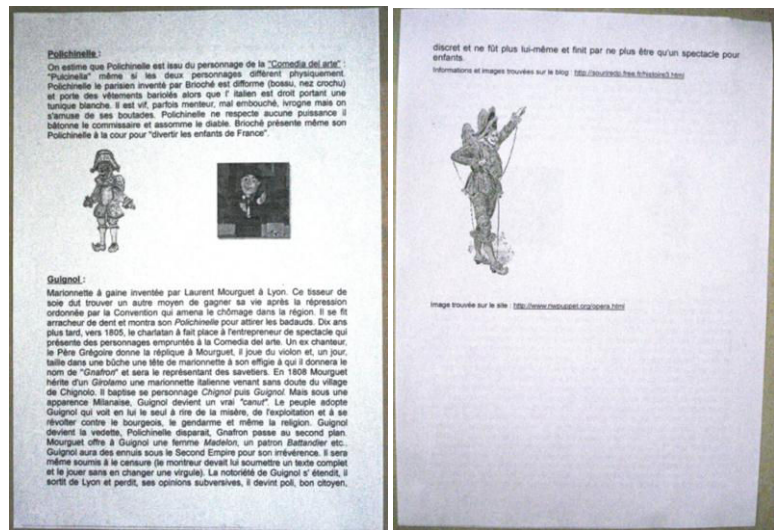 Polichinelle :
On estime que Polichinelle est issu du personnage de la "Comedia del arte" :
"Pulcinella" même si les deux personnages diffèrent physiquement.
Polichinelle le parisien inventé par Brioché est difforme (bossu, nez crochu)
et porte des vêtements bariolés alors que l' italien est droit portant une
tunique blanche. Il est vif, parfois menteur, mal embouché, ivrogne mais on
s'amuse de ses boutades. Polichinelle ne respecte aucune puissance il
bâtonne le commissaire et assomme le diable. Brioché présente même son
Polichinelle à la cour pour "divertir les enfants de France".
Guignol :
Marionnette à gaine inventée par Laurent Mourguet à Lyon. Ce tisseur de
soie dut trouver un autre moyen de gagner sa vie après la répression
ordonnée par la Convention qui amena le chômage dans la région. Il se fit
arracheur de dent et montra son Polichinelle pour attirer les badauds. Dix ans
plus tard, vers 1805, le charlatan à fait place à l'entrepreneur de spectacle qui
présente des personnages empruntés à la Comedia del arte. Un ex chanteur,
le Père Grégoire donne la réplique à Mourguet, il joue du violon et, un jour,
taille dans une bûche une tête de marionnette à son effigie à qui il donnera le
nom de "Gnafron" et sera le représentant des savetiers. En 1808 Mourguet
hérite d'un Girolamo une marionnette italienne venant sans doute du village
de Chignolo. Il baptise se personnage Chignol puis Guignol. Mais sous une
apparence Milanaise, Guignol devient un vrai "canut". Le peuple adopte
Guignol qui voit en lui le seul à rire de la misère, de l'exploitation et à se
révolter contre le bourgeois, le gendarme et même la religion. Guignol
devient la vedette, Polichinelle disparait, Gnafron passe au second plan.
Mourguet offre à Guignol une femme Madelon, un patron Battandier etc..
Guignol aura des ennuis sous le Second Empire pour son irrévérence. Il sera
même soumis à le censure (le montreur devait lui soumettre un texte complet
et le jouer sans en changer une virgule). La notoriété de Guignol s' étendit, il
sortit de Lyon et perdit, ses opinions subversives, il devint poli, bon citoyen,
discret et ne fût plus lui-même et finit par ne plus être qu'un spectacle pour
enfants.
Informations et images trouvées sur le blog :
Image trouvée sur le site :